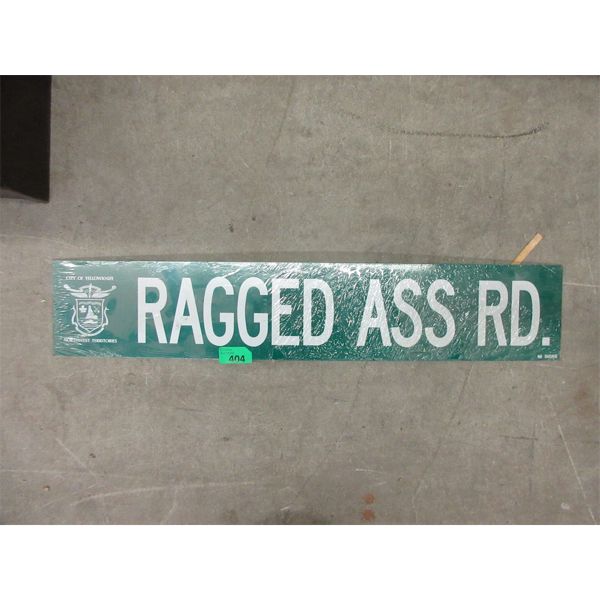 CITY OF YELLOWKNIFE
RAGGED ASS RD.
NORTHWEST TERRITORIES
404